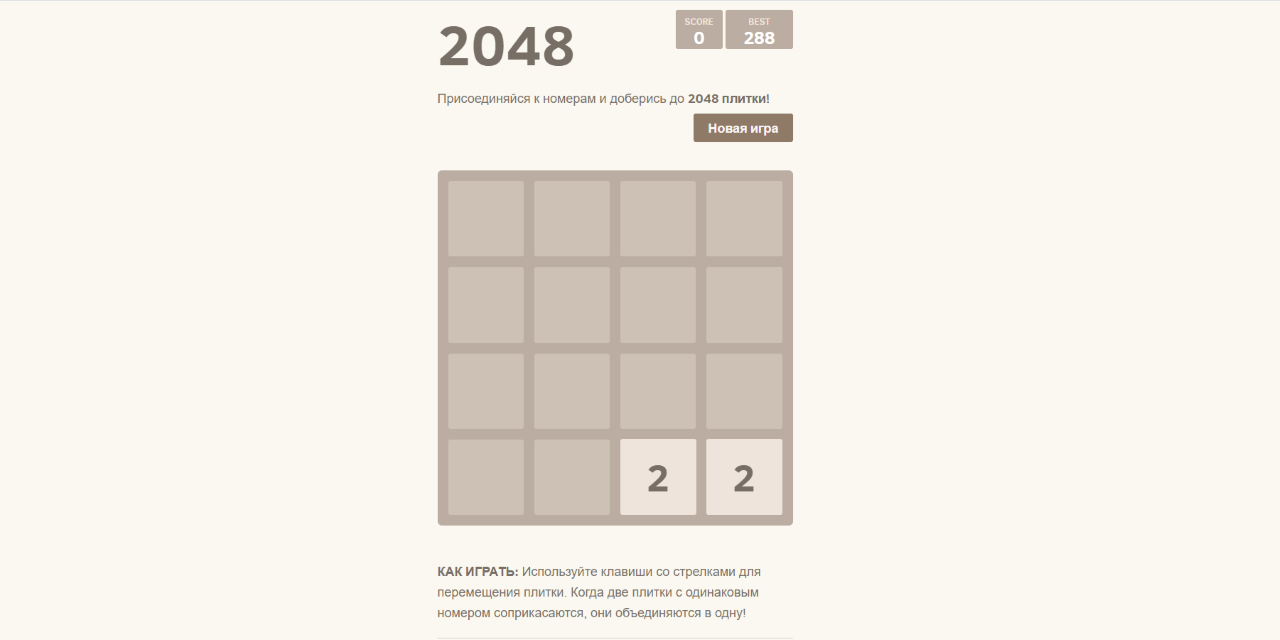 2048
SCORE
0
BEST
288
Присоединяйся к номерам и доберись до 2048 плитки!
Новая игра
2
2
КАК ИГРАТЬ: Используйте клавиши со стрелками для
перемещения плитки. Когда две плитки с одинаковым
номером соприкасаются, они объединяются в одну!